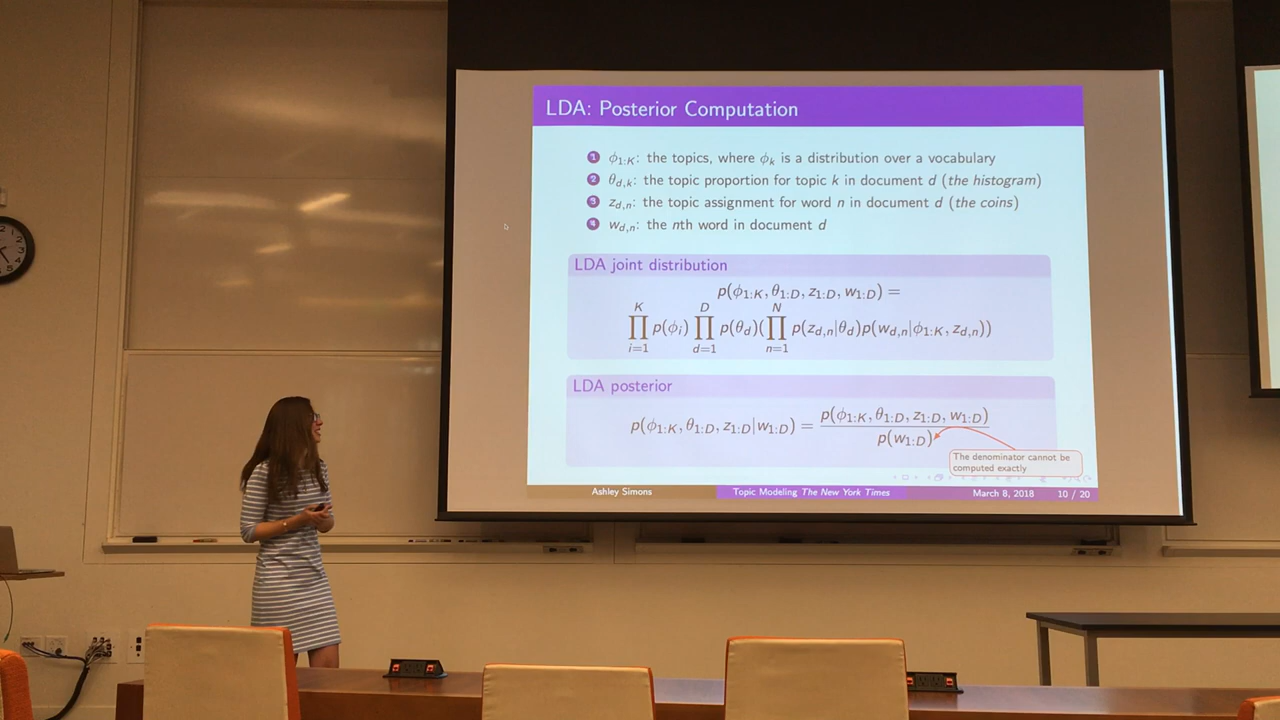 LDA: Posterior Computation
1 ϕ1:K: the topics, where ϕk is a distribution over a vocabulary
2 θd,k: the topic proportion for topic k in document d (the histogram)
3 zd,n: the topic assignment for word n in document d (the coins)
4 wd,n: the nth word in document d
LDA joint distribution
p(ϕ1:K, θ1:D, z1:D, w1:D) =
K D N
∏ p(ϕi) ∏ p(θd)(∏ p(zd,n|θd)p(wd,n|ϕ1:K, zd,n))
i=1 d=1 n=1
LDA posterior
p(ϕ1:K, θ1:D, z1:D, w1:D)
p(ϕ1:K, θ1:D, z1:D|w1:D) =
p(w1:D)
The denominator cannot be
computed exactly
Ashley Simons Topic Modeling The New York Times March 8, 2018 10 / 20